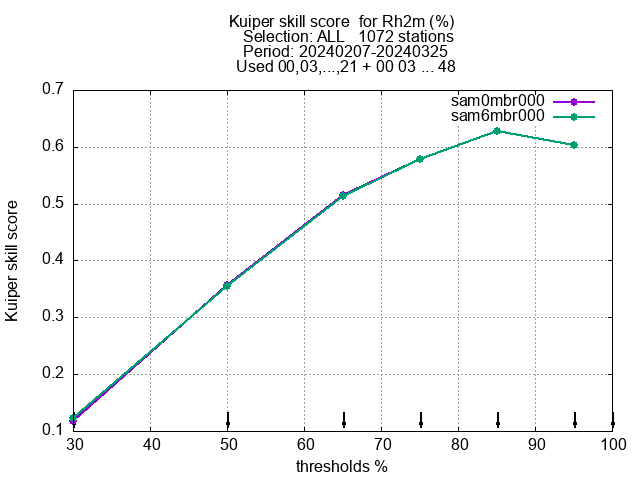 Kuiper skill score  for Rh2m (%)
Selection: ALL   1072 stations
Period: 20240207-20240325
Used 00,03,...,21 + 00 03 ... 48
sam0mbr000
sam6mbr000
0.7
0.6
0.5
0.4
0.3
0.2
0.1
Kuiper skill score
30 40 50 60 70 80 90 100
thresholds %